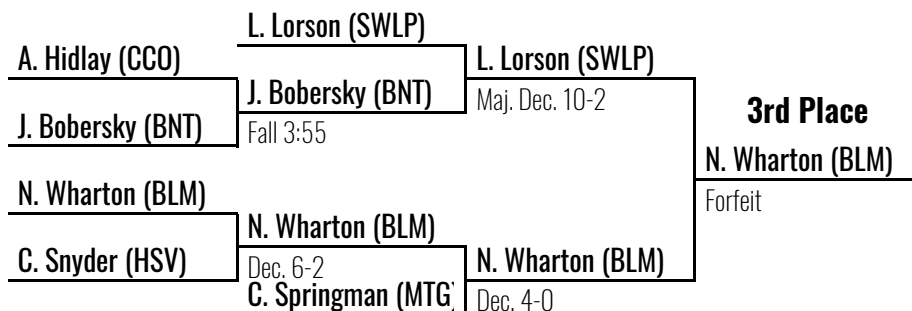 L. Lorson (SWLP)
A. Hidlay (CCO)
L. Lorson (SWLP)
J. Bobersky (BNT)
Maj. Dec. 10-2
3rd Place
J. Bobersky (BNT)
Fall 3:55
N. Wharton (BLM)
N. Wharton (BLM)
Forfeit
N. Wharton (BLM)
C. Snyder (HSV)
N. Wharton (BLM)
Dec. 6-2
C. Springman (MTG)
Dec. 4-0